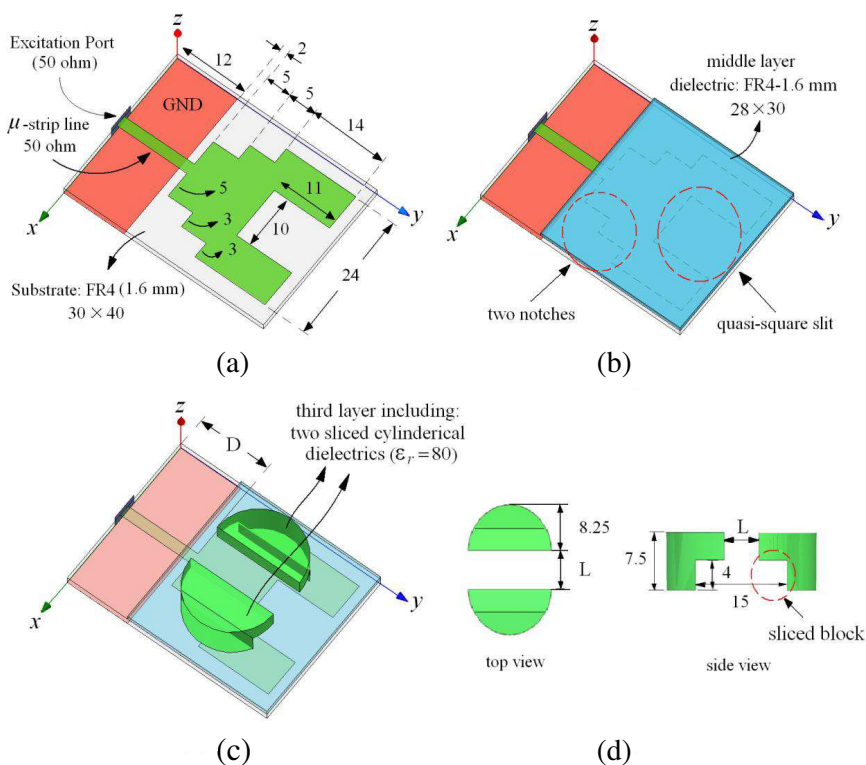 z
Excitation Port
(50 ohm)
12
2
5
5
14
GND
μ-strip line
50 ohm
5
3
3
11
10
24
x
y
Substrate: FR4 (1.6 mm)
30 × 40
(a)
z
middle layer
dielectric: FR4-1.6 mm
28 × 30
x
y
two notches
quasi-square slit
(b)
z
D
third layer including:
two sliced cylinderical
dielectrics (εr = 80)
x
y
(c)
8.25
L
top view
L
7.5
4
15
sliced block
side view
(d)